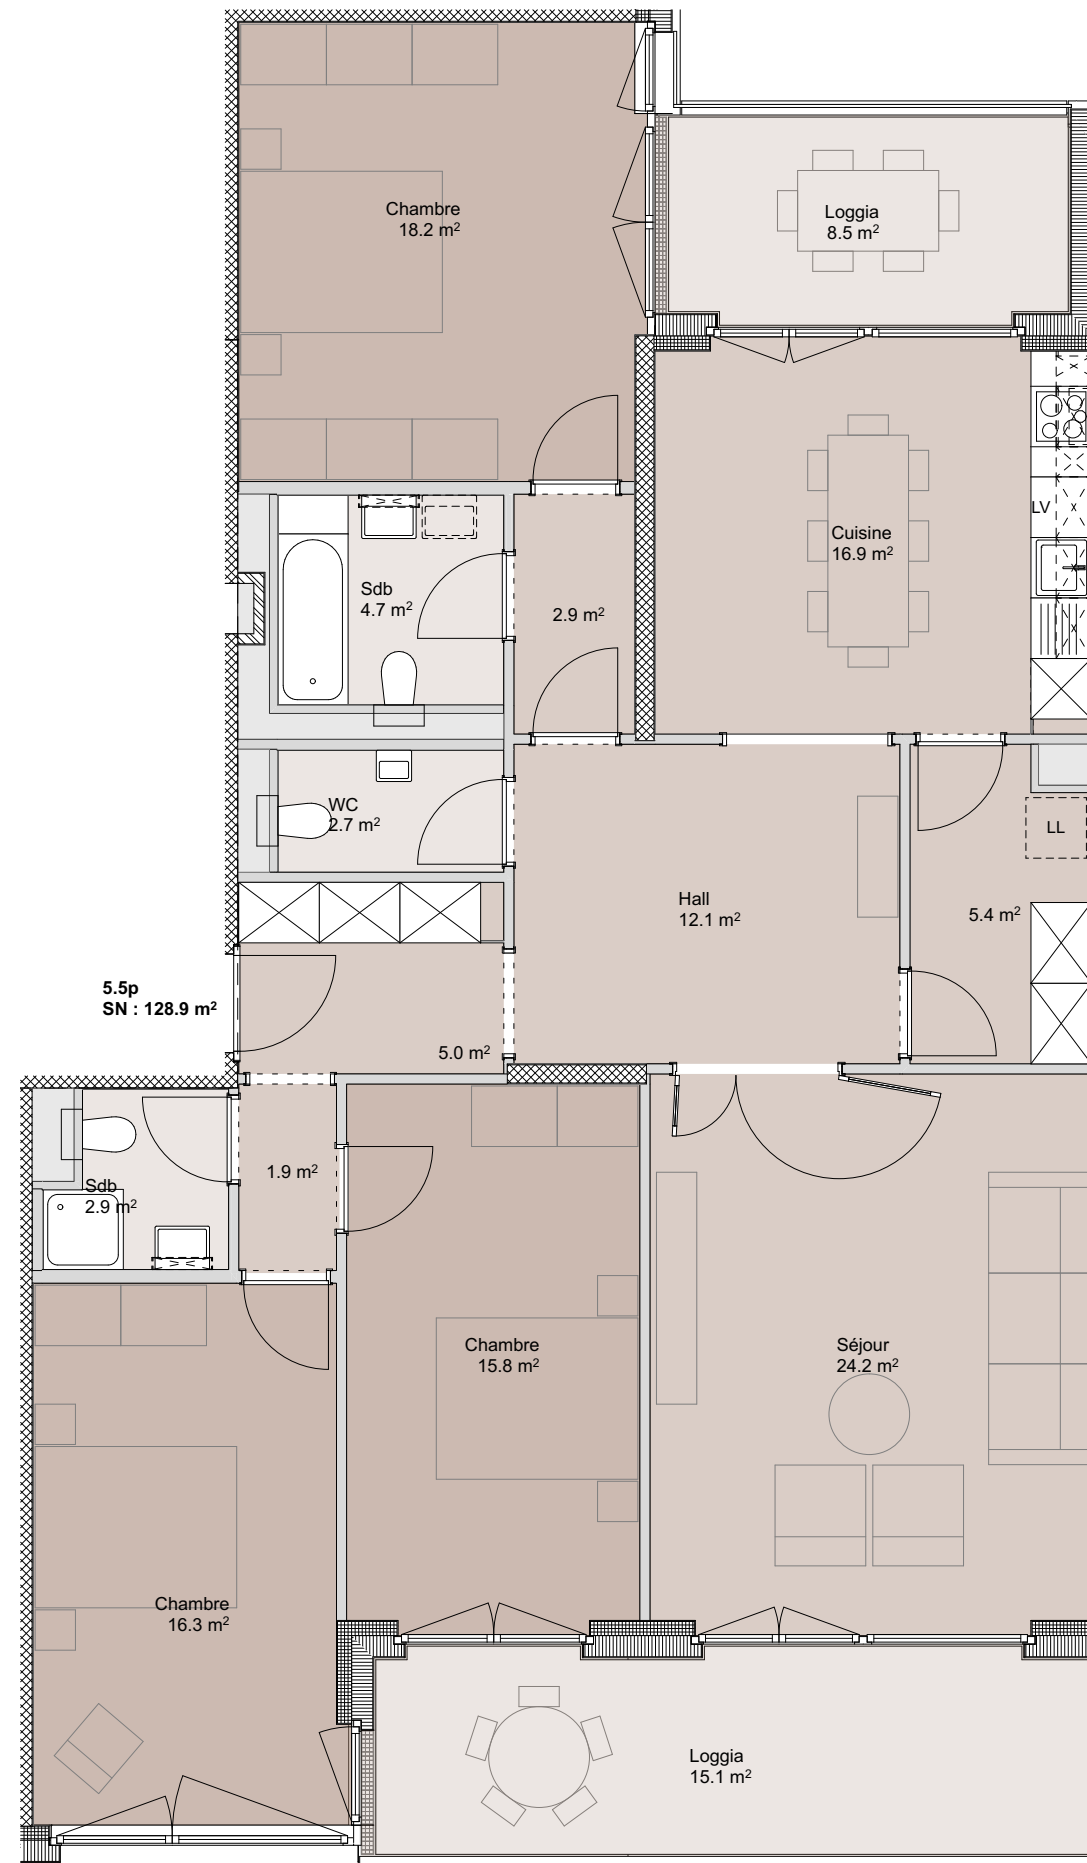 Chambre
18.2 m²
Loggia
8.5 m²
Cuisine
16.9 m²
LV
Sdb
4.7 m²
2.9 m²
WC
2.7 m²
LL
Hall
12.1 m²
5.4 m²
5.5p
SN : 128.9 m²
5.0 m²
1.9 m²
Sdb
2.9 m²
Chambre
15.8 m²
Séjour
24.2 m²
Chambre
16.3 m²
Loggia
15.1 m²